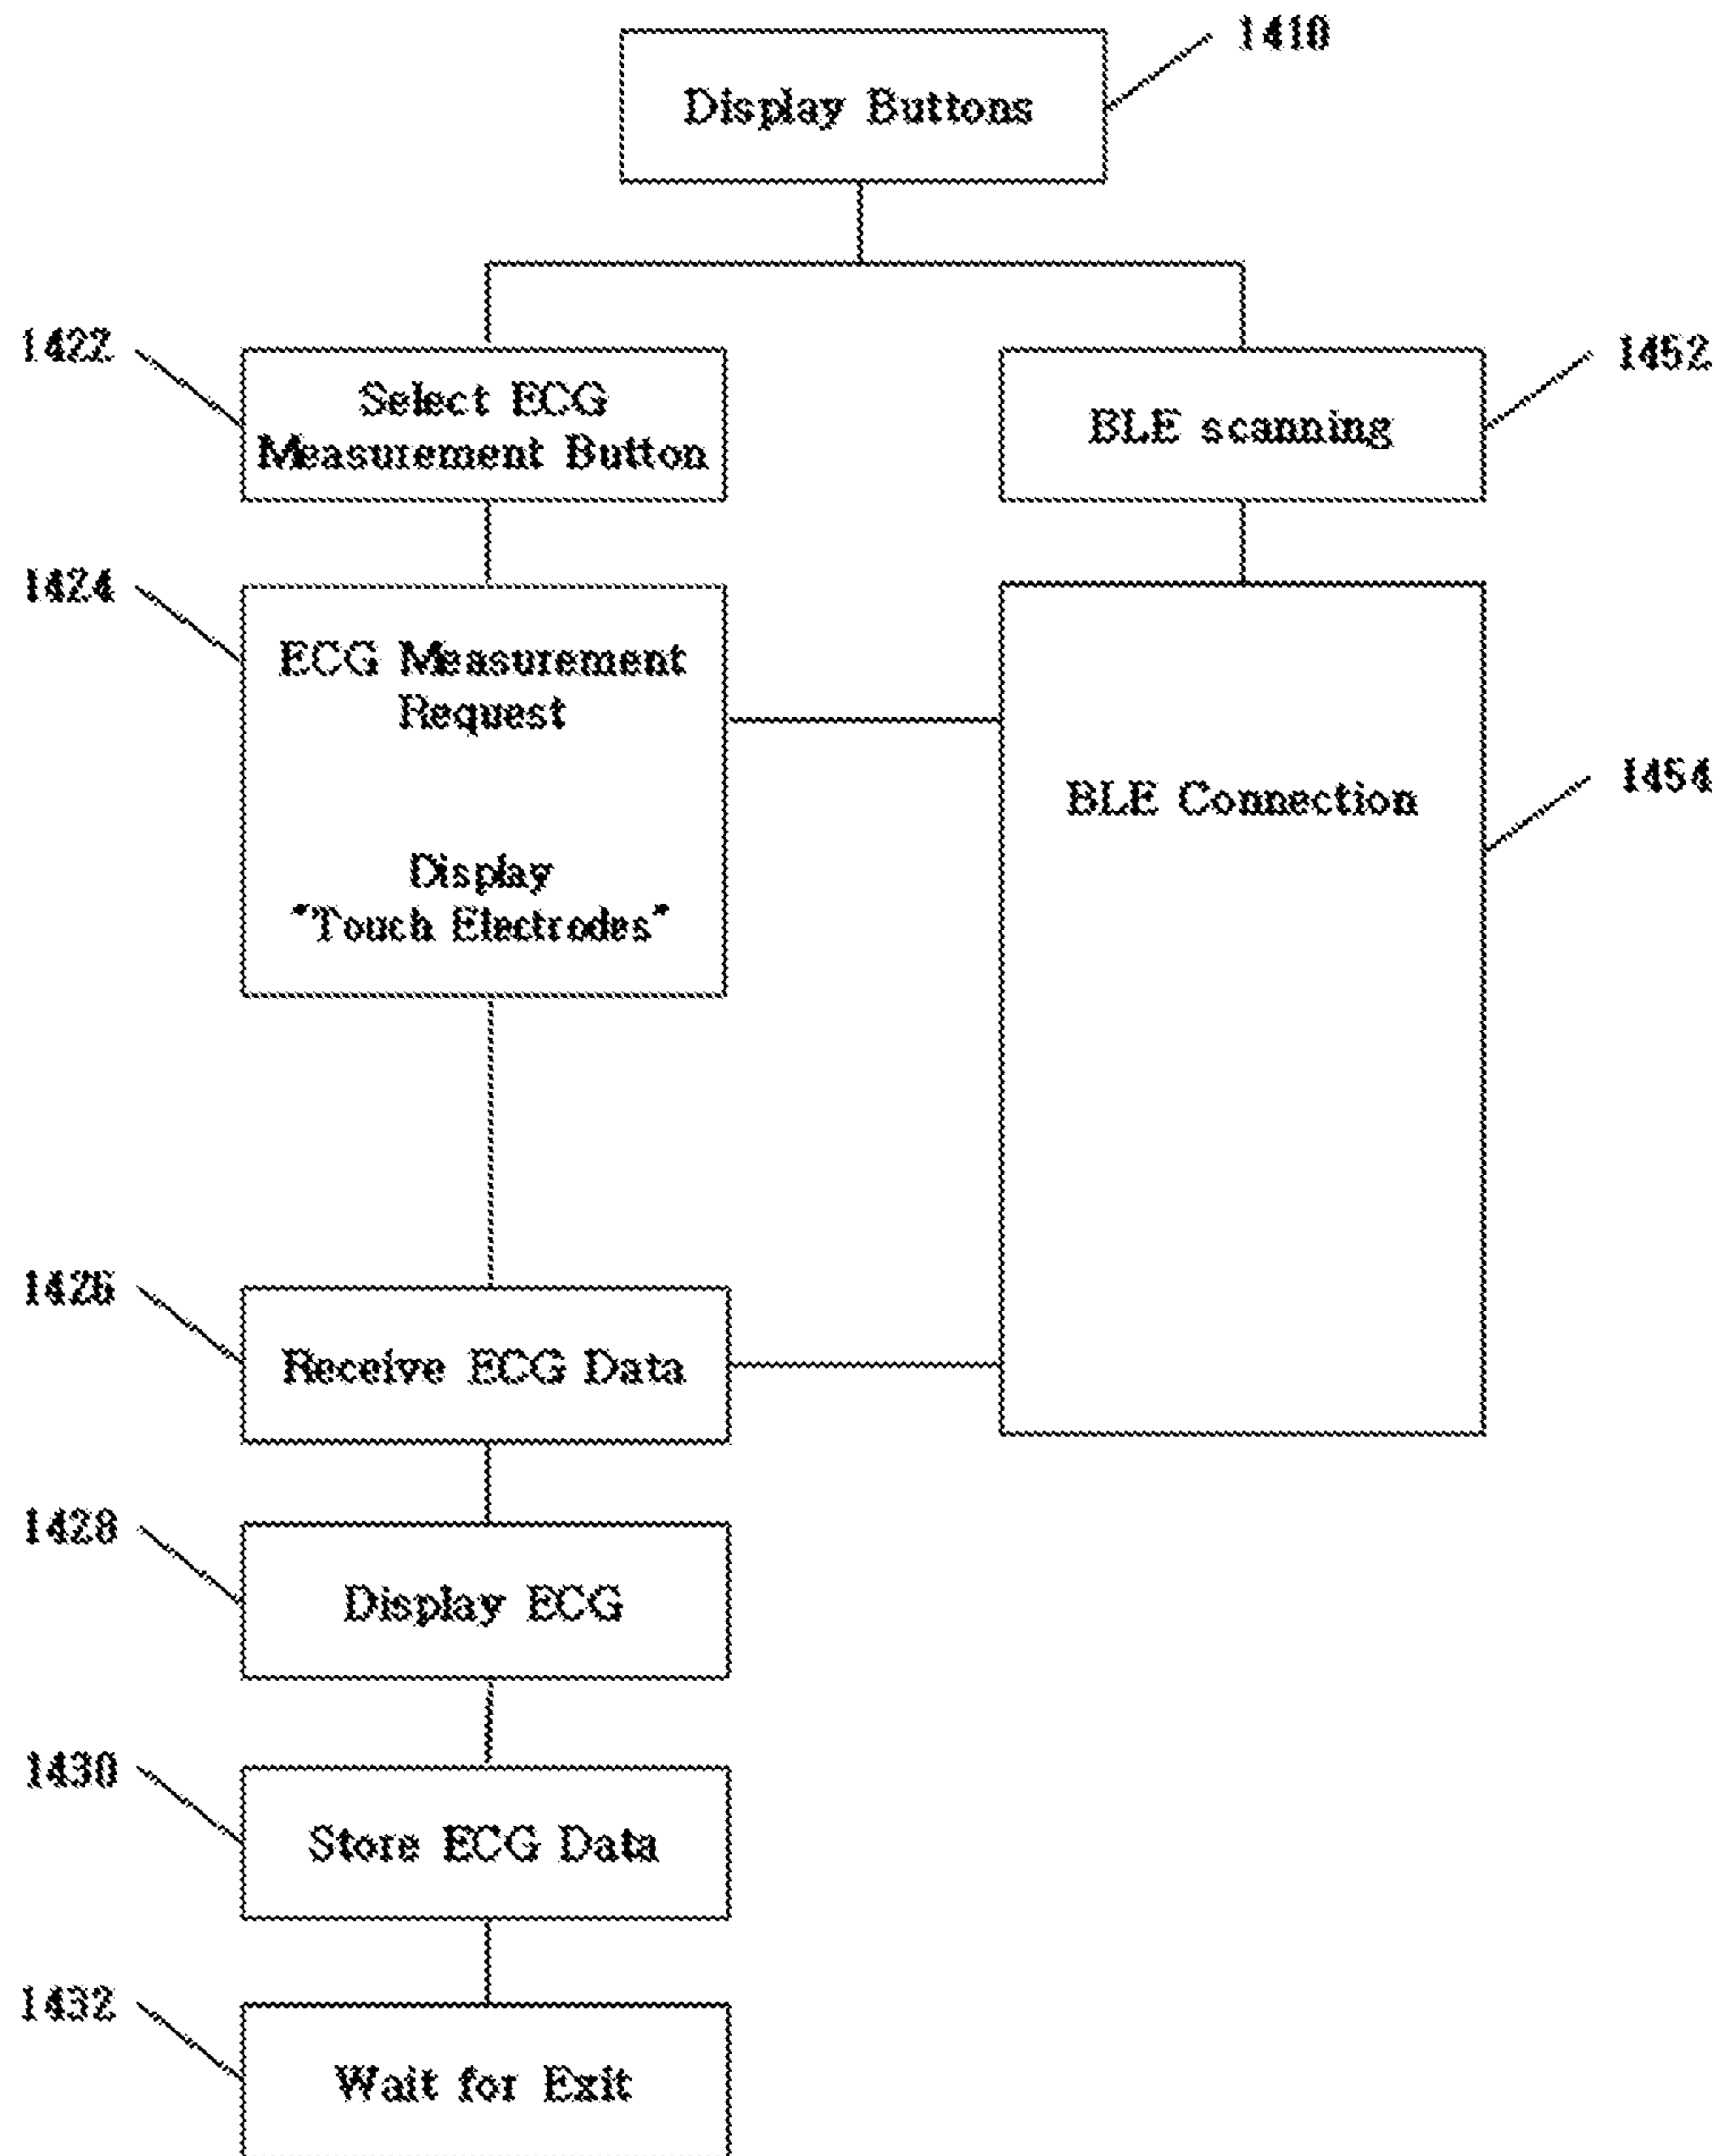 1410
Display Buttons
1422
Select ECG
Measurement Button
BLE scanning
1452
1424
ECG Measurement
Request
Display
"Touch Electrodes"
BLE Connection
1454
1426
Receive ECG Data
1428
Display ECG
1430
Store ECG Data
1432
Wait for Exit